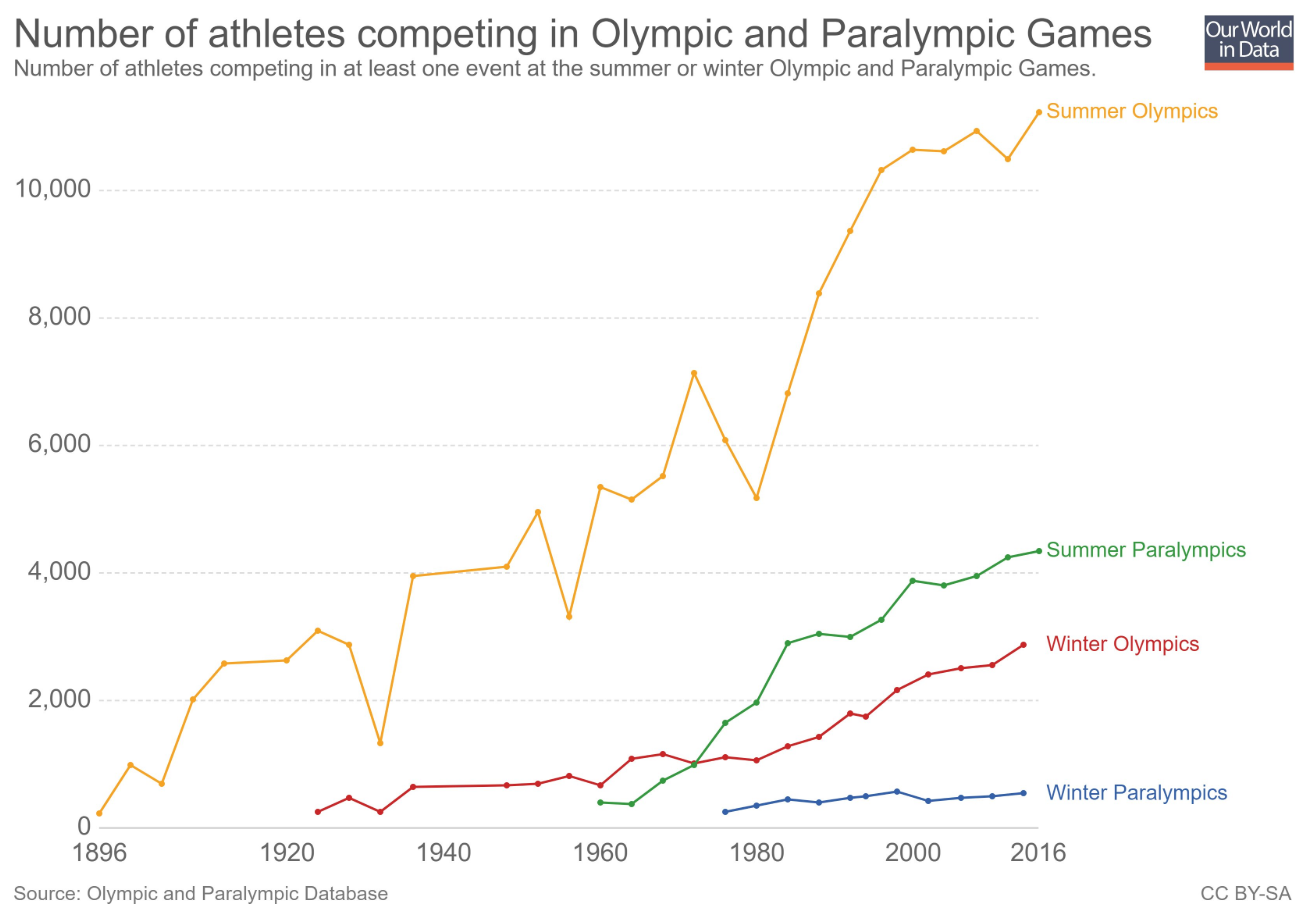 Number of athletes competing in Olympic and Paralympic Games
Number of athletes competing in at least one event at the summer or winter Olympic and Paralympic Games.
Our World
in Data
Summer Olympics
10,000
8,000
6,000
Summer Paralympics
4,000
Winter Olympics
2,000
Winter Paralympics
0
1896
1920
1940
1960
1980
2000
2016
Source: Olympic and Paralympic Database
CC BY-SA